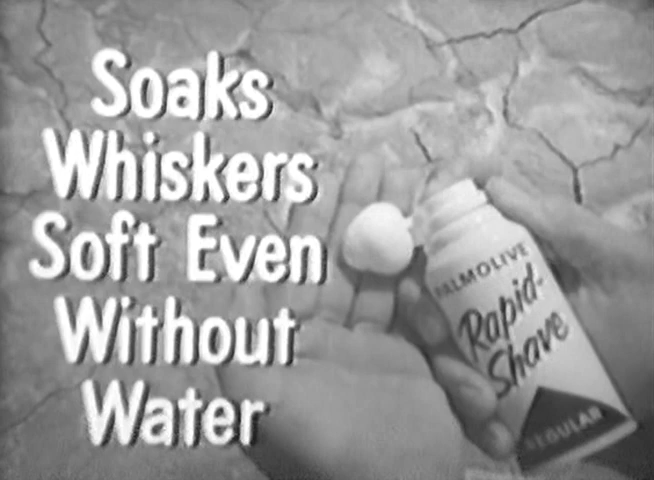 Soaks
Whiskers
Soft Even
Without
Water
PALMOLIVE
Rapid-
Shave
REGULAR